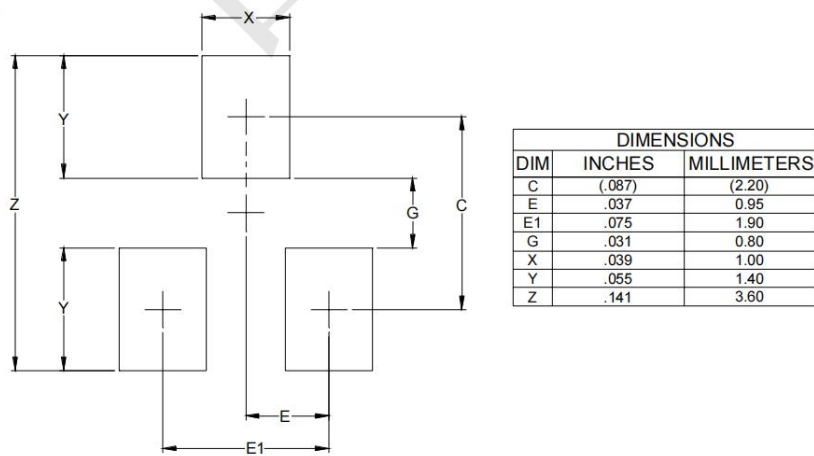 X
Y
Z
G
C
Y
E
E1
DIMENSIONS
DIM INCHES MILLIMETERS
C (.087) (2.20)
E .037 0.95
E1 .075 1.90
G .031 0.80
X .039 1.00
Y .055 1.40
Z .141 3.60